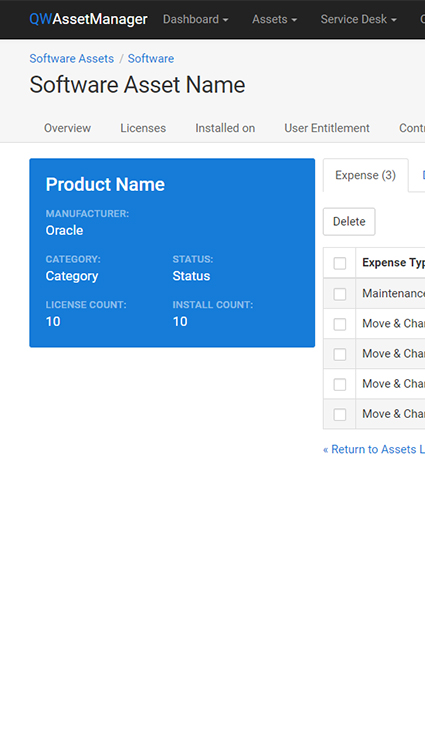 QWAssetManager Dashboard Assets Service Desk
Software Assets / Software
Software Asset Name
Overview Licenses Installed on User Entitlement Cont
Product Name
MANUFACTURER:
Oracle
CATEGORY: STATUS:
Category Status
LICENSE COUNT: INSTALL COUNT:
10 10
Expense (3)
Delete
Expense Typ
Maintenance
Move & Char
Move & Char
Move & Char
Move & Char
« Return to Assets L